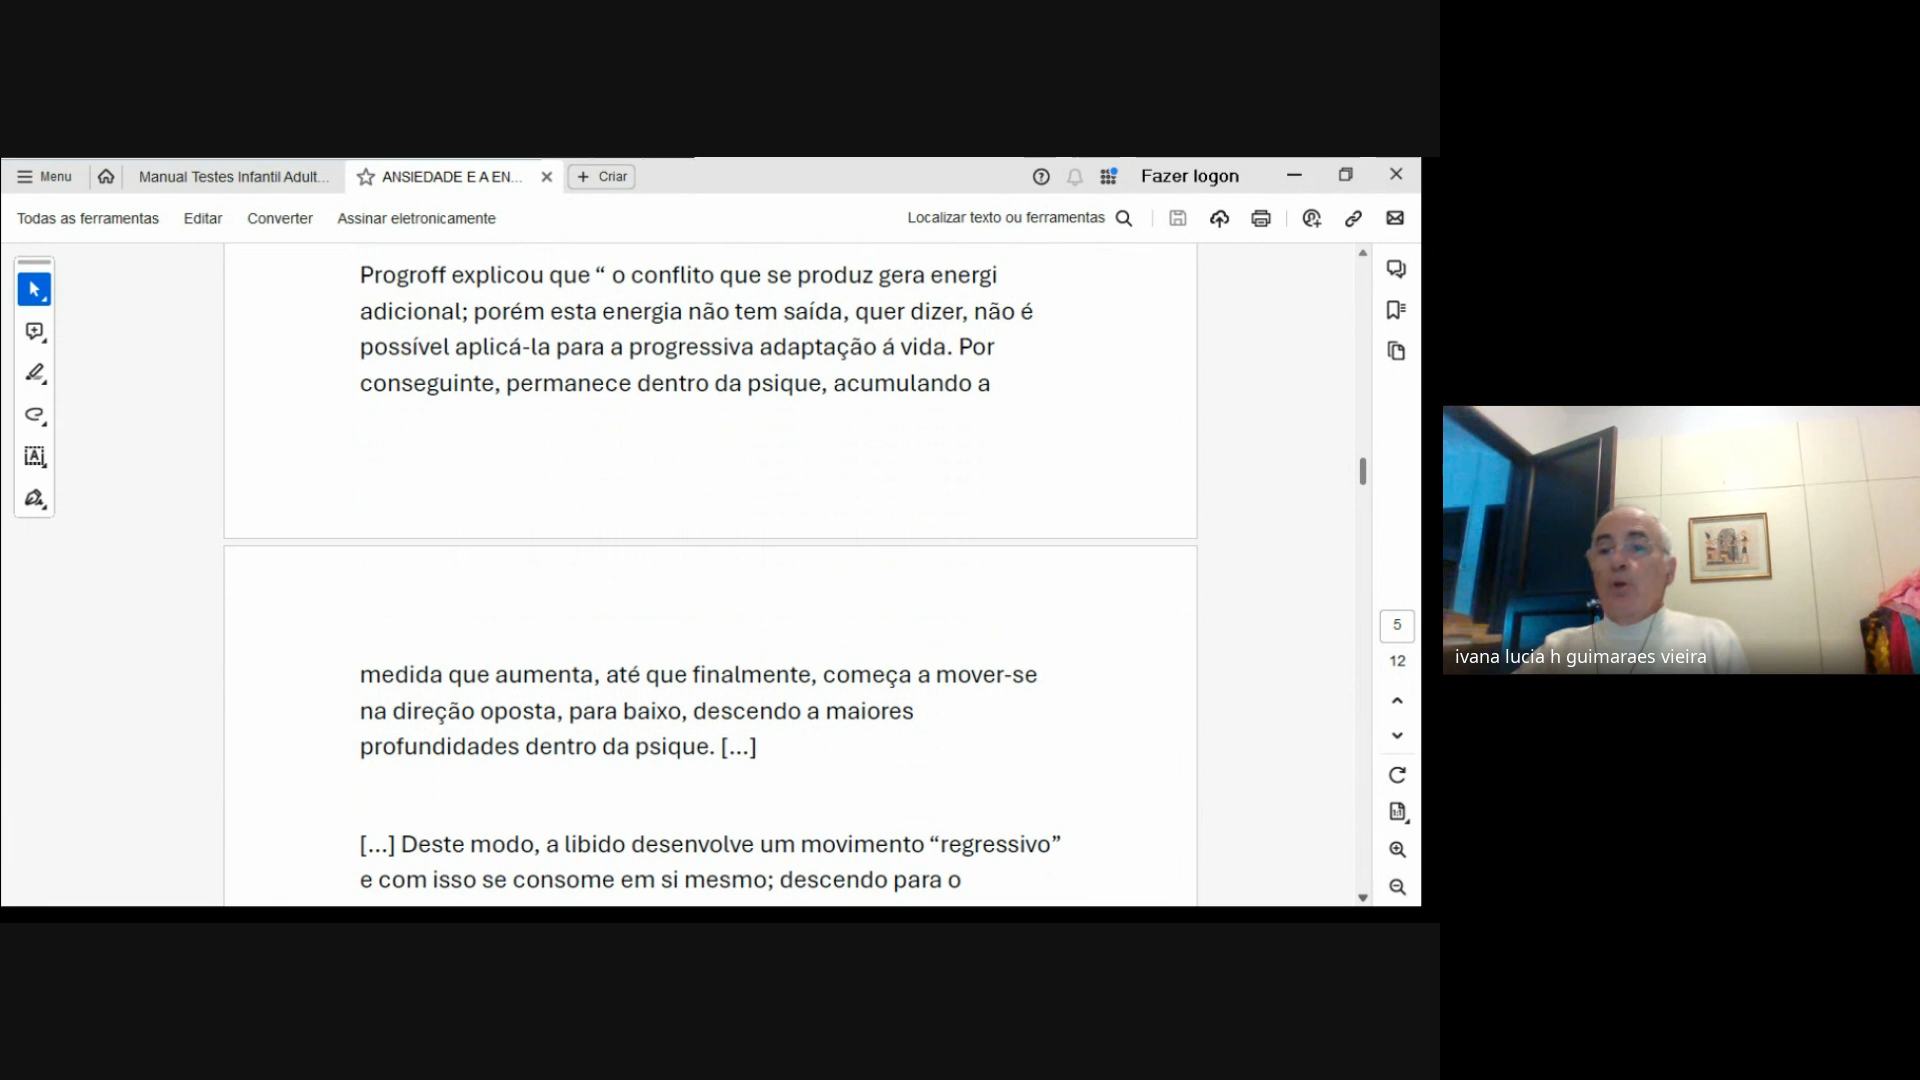 Menu
Manual Testes Infantil Adult...
ANSIEDADE E A EN...
Criar
Fazer logon
Todas as ferramentas
Editar
Converter
Assinar eletronicamente
Localizar texto ou ferramentas
Progroff explicou que “ o conflito que se produz gera energi
adicional; porém esta energia não tem saída, quer dizer, não é
possível aplicá-la para a progressiva adaptação á vida. Por
conseguinte, permanece dentro da psique, acumulando a
medida que aumenta, até que finalmente, começa a mover-se
na direção oposta, para baixo, descendo a maiores
profundidades dentro da psique. [...]
[...] Deste modo, a libido desenvolve um movimento “regressivo”
e com isso se consome em si mesmo; descendo para o
5
12
ivana lucia h guimaraes vieira